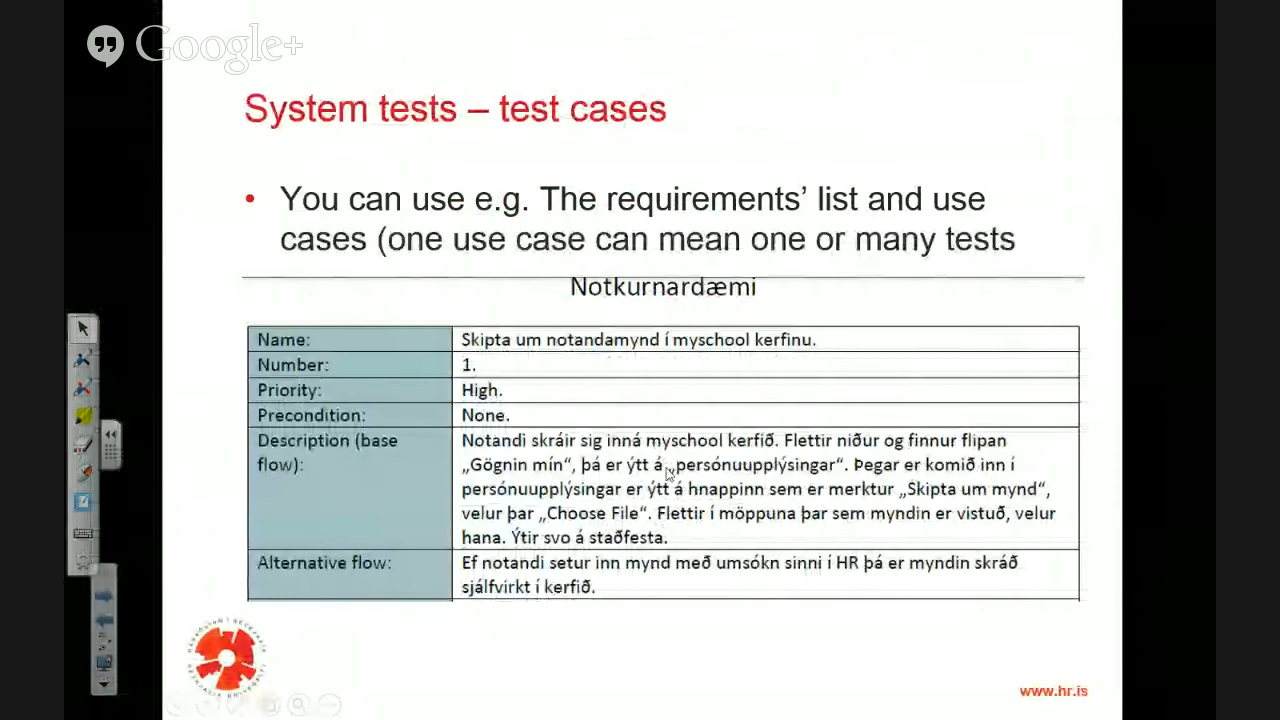 Google+
System tests – test cases
• You can use e.g. The requirements’ list and use
cases (one use case can mean one or many tests
Notkurnardæmi
Name: Skipta um notandamynd í myschool kerfinu.
Number: 1.
Priority: High.
Precondition: None.
Description (base flow): Notandi skráir sig inná myschool kerfið. Flettir niður og finnur flipan
„Gögnin mín“, þá er ýtt á „persónuupplýsingar“. Þegar er komið inn í
persónuupplýsingar er ýtt á hnappinn sem er merktur „Skipta um mynd“,
velur þar „Choose File“. Flettir í möppuna þar sem myndin er vistuð, velur
hana. Ýtir svo á staðfesta.
Alternative flow: Ef notandi setur inn mynd með umsókn sinni í HR þá er myndin skráð
sjálfvirkt í kerfið.
www.hr.is